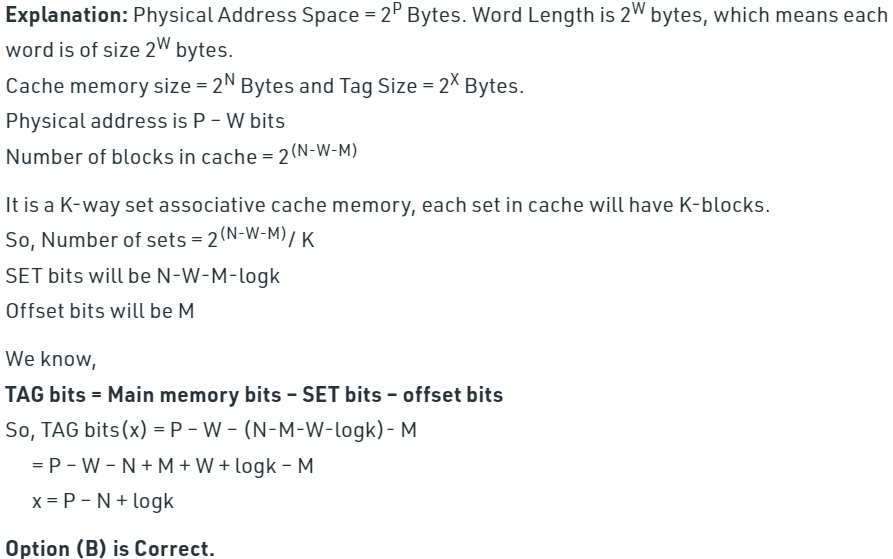 Explanation: Physical Address Space = 2^P Bytes. Word Length is 2^W bytes, which means each
word is of size 2^W bytes.
Cache memory size = 2^N Bytes and Tag Size = 2^X Bytes.
Physical address is P – W bits
Number of blocks in cache = 2^(N-W-M)
It is a K-way set associative cache memory, each set in cache will have K-blocks.
So, Number of sets = 2^(N-W-M)/ K
SET bits will be N-W-M-logk
Offset bits will be M
We know,
TAG bits = Main memory bits – SET bits – offset bits
So, TAG bits(x) = P – W – (N-M-W-logk)- M
= P – W – N + M + W + logk – M
x = P – N + logk
Option (B) is Correct.